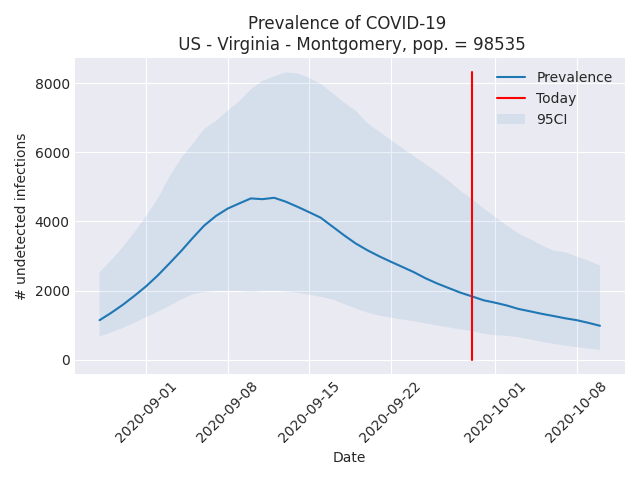 Prevalence of COVID-19
US - Virginia - Montgomery, pop. = 98535
Prevalence
Today
95CI
8000
6000
4000
2000
0
# undetected infections
2020-09-01
2020-09-08
2020-09-15
2020-09-22
2020-10-01
2020-10-08
Date